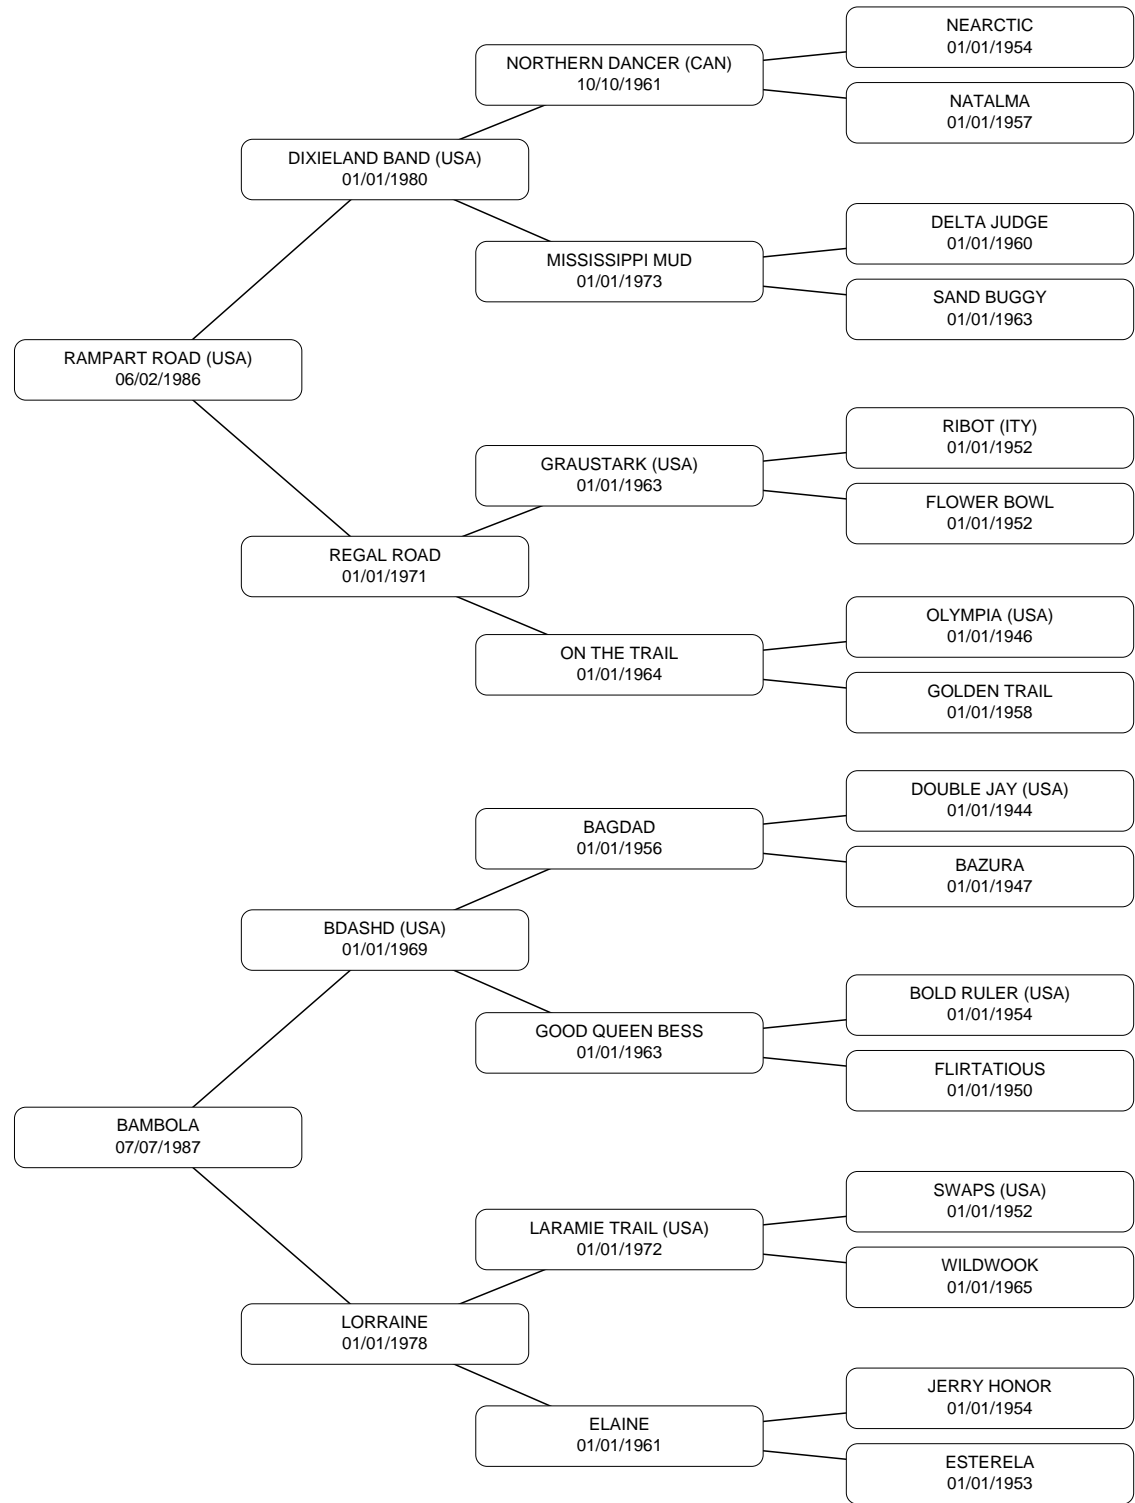 NEARCTIC
01/01/1954
NORTHERN DANCER (CAN)
10/10/1961
NATALMA
01/01/1957
DIXIELAND BAND (USA)
01/01/1980
DELTA JUDGE
01/01/1960
MISSISSIPPI MUD
01/01/1973
SAND BUGGY
01/01/1963
RAMPART ROAD (USA)
06/02/1986
RIBOT (ITY)
01/01/1952
GRAUSTARK (USA)
01/01/1963
FLOWER BOWL
01/01/1952
REGAL ROAD
01/01/1971
OLYMPIA (USA)
01/01/1946
ON THE TRAIL
01/01/1964
GOLDEN TRAIL
01/01/1958
DOUBLE JAY (USA)
01/01/1944
BAGDAD
01/01/1956
BAZURA
01/01/1947
BDASHD (USA)
01/01/1969
BOLD RULER (USA)
01/01/1954
GOOD QUEEN BESS
01/01/1963
FLIRTATIOUS
01/01/1950
BAMBOLA
07/07/1987
SWAPS (USA)
01/01/1952
LARAMIE TRAIL (USA)
01/01/1972
WILDWOOK
01/01/1965
LORRAINE
01/01/1978
JERRY HONOR
01/01/1954
ELAINE
01/01/1961
ESTERELA
01/01/1953